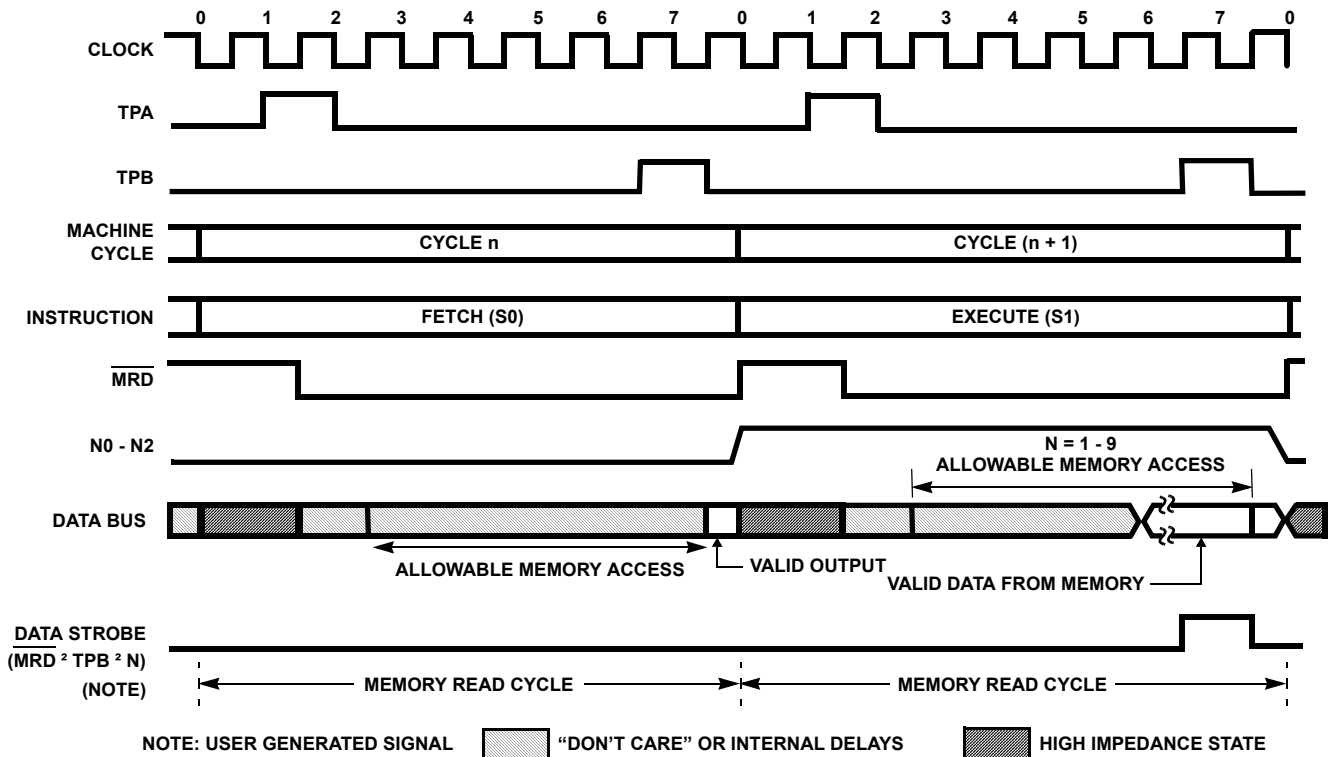 0 1 2 3 4 5 6 7 0 1 2 3 4 5 6 7 0
CLOCK
TPA
TPB
MACHINE
CYCLE
CYCLE n
CYCLE (n + 1)
INSTRUCTION
FETCH (S0)
EXECUTE (S1)
MRD
N0 - N2
N = 1 - 9
ALLOWABLE MEMORY ACCESS
DATA BUS
ALLOWABLE MEMORY ACCESS
VALID OUTPUT
VALID DATA FROM MEMORY
DATA STROBE
(MRD ² TPB ² N)
(NOTE)
MEMORY READ CYCLE
MEMORY READ CYCLE
NOTE: USER GENERATED SIGNAL
“DON'T CARE” OR INTERNAL DELAYS
HIGH IMPEDANCE STATE